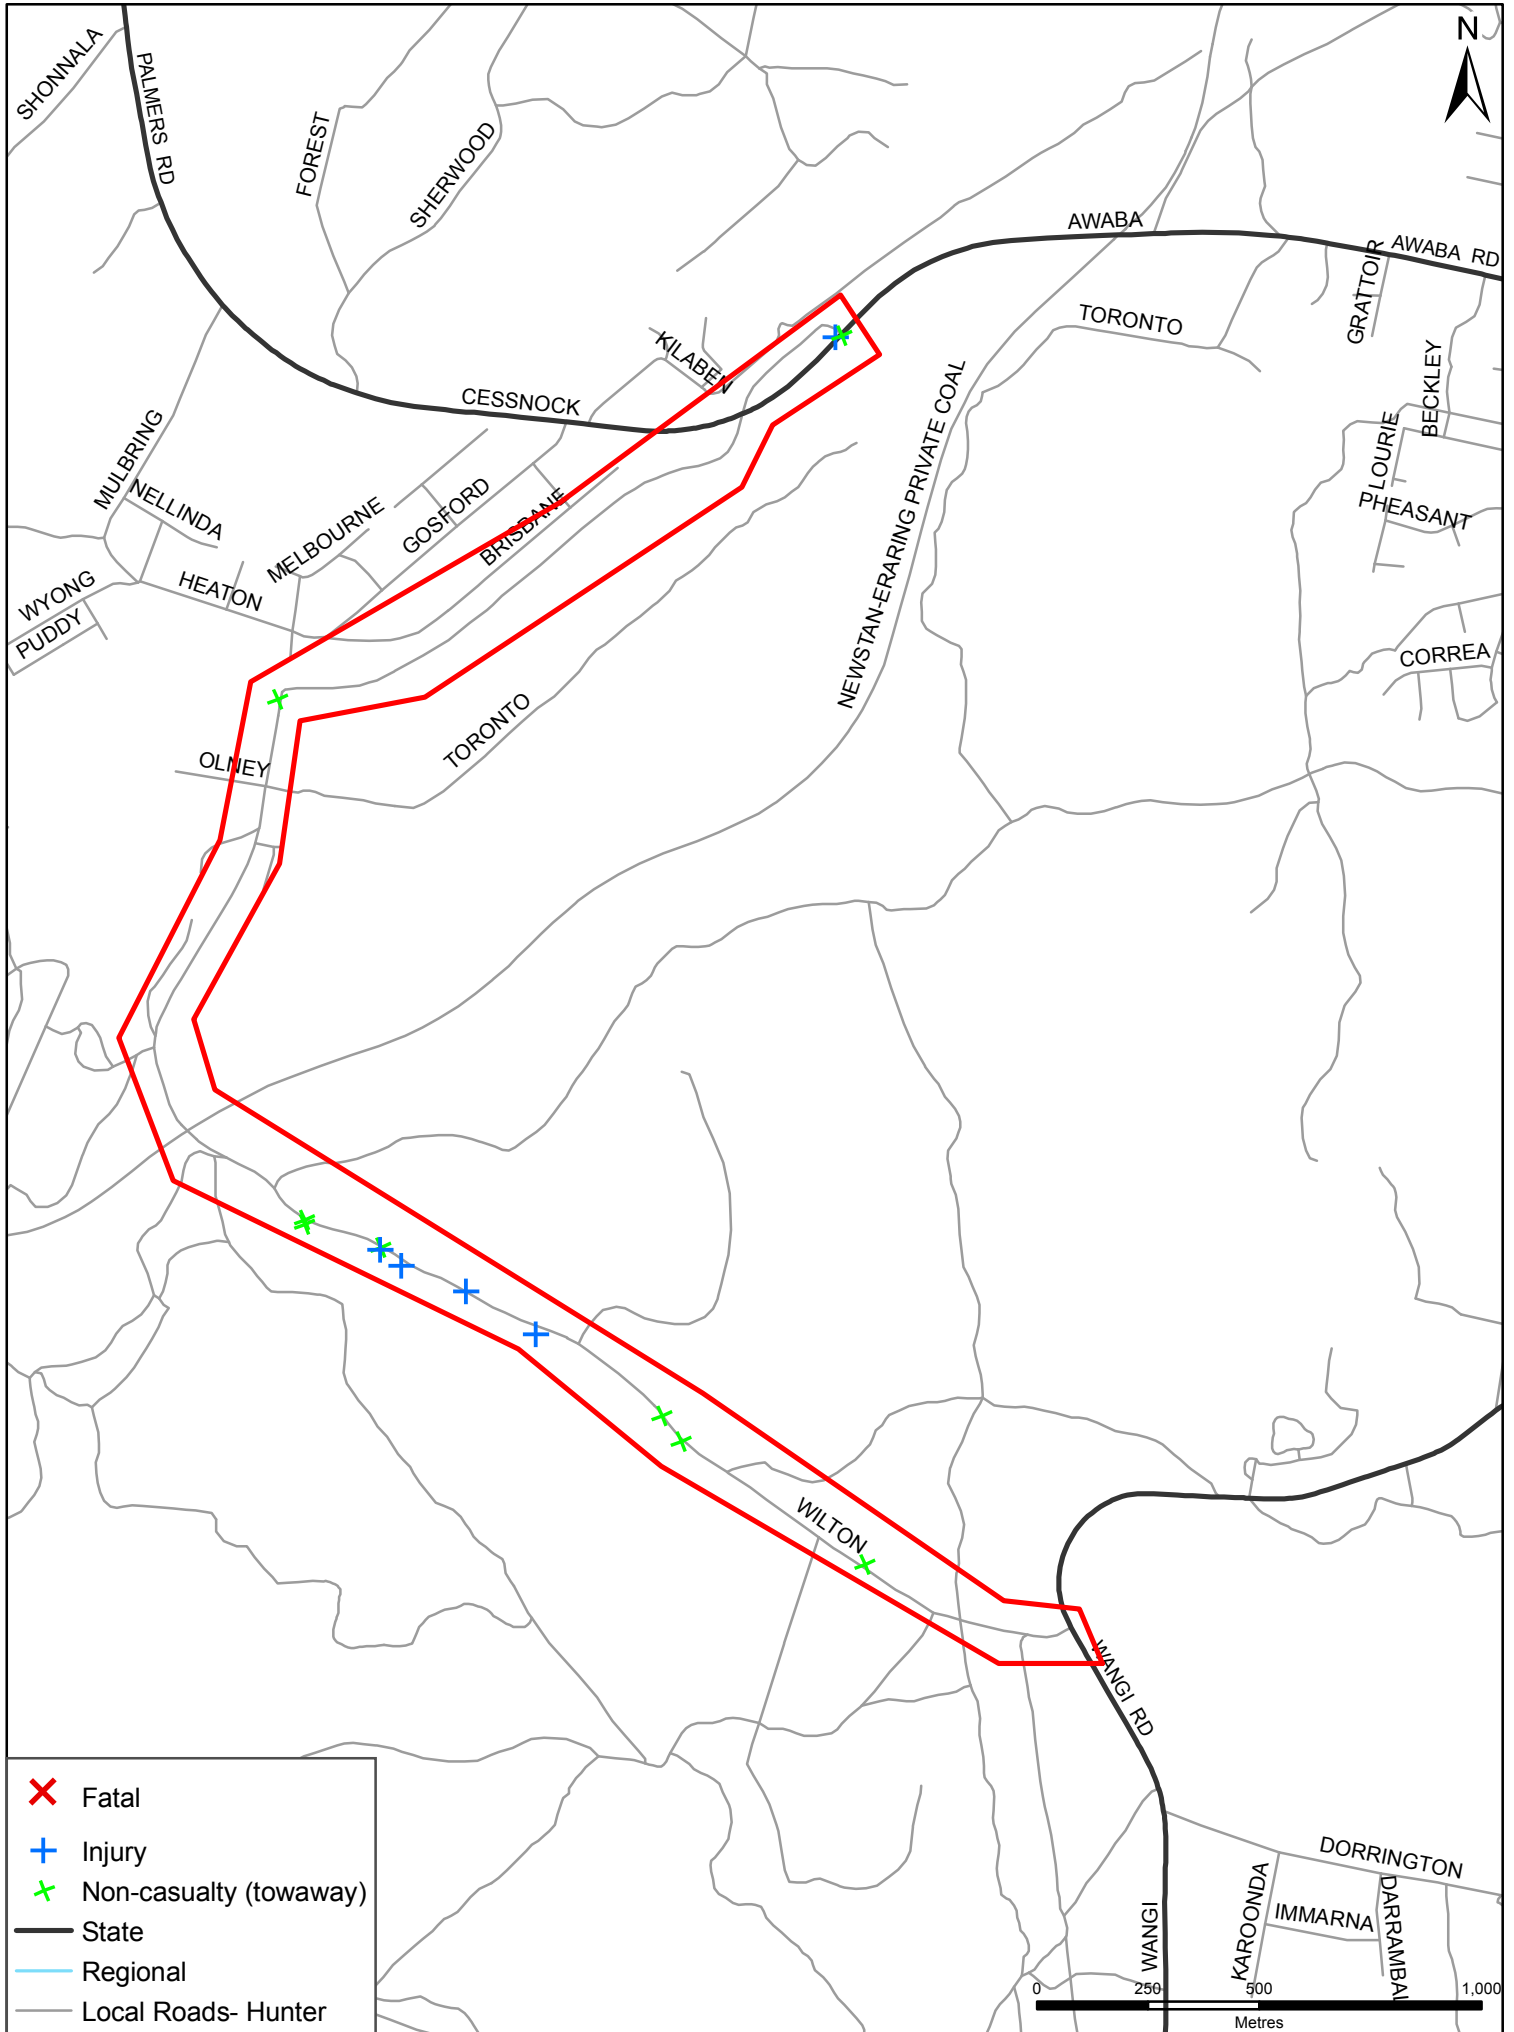 N
SHONNALA
PALMERS RD
FOREST
SHERWOOD
AWABA
AWABA RD
GRATTOIR
TORONTO
KILABEN
BECKLEY
CESSNOCK
NEWSTAN-ERARING PRIVATE COAL
LOURIE
MULBRING
NELLINDA
PHEASANT
GOSFORD
MELBOURNE
BRISBANE
WYONG
HEATON
PUDDY
CORREA
TORONTO
OLNEY
WILTON
WANGI RD
Fatal
Injury
Non-casualty (towaway)
State
Regional
Local Roads- Hunter
DORRINGTON
KAROONDA
IMMARNA
DARRAMBAL
WANGI
0 250 500 1,000
Metres